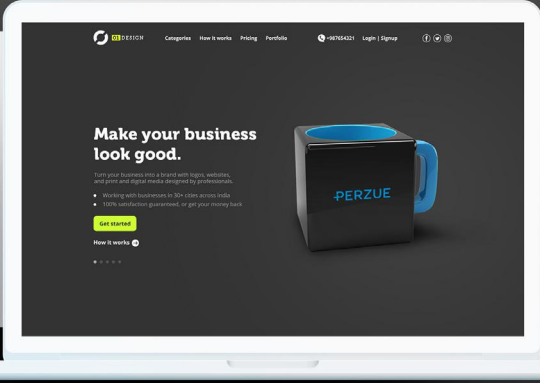 01DESIGN
Categories How it works Pricing Portfolio
+987654321 Login | Signup
Make your business
look good.
Turn your business into a brand with logos, websites,
and print and digital media designed by professionals.
Working with businesses in 30+ cities across India
100% satisfaction guaranteed, or get your money back
Get started
How it works
PERZUE